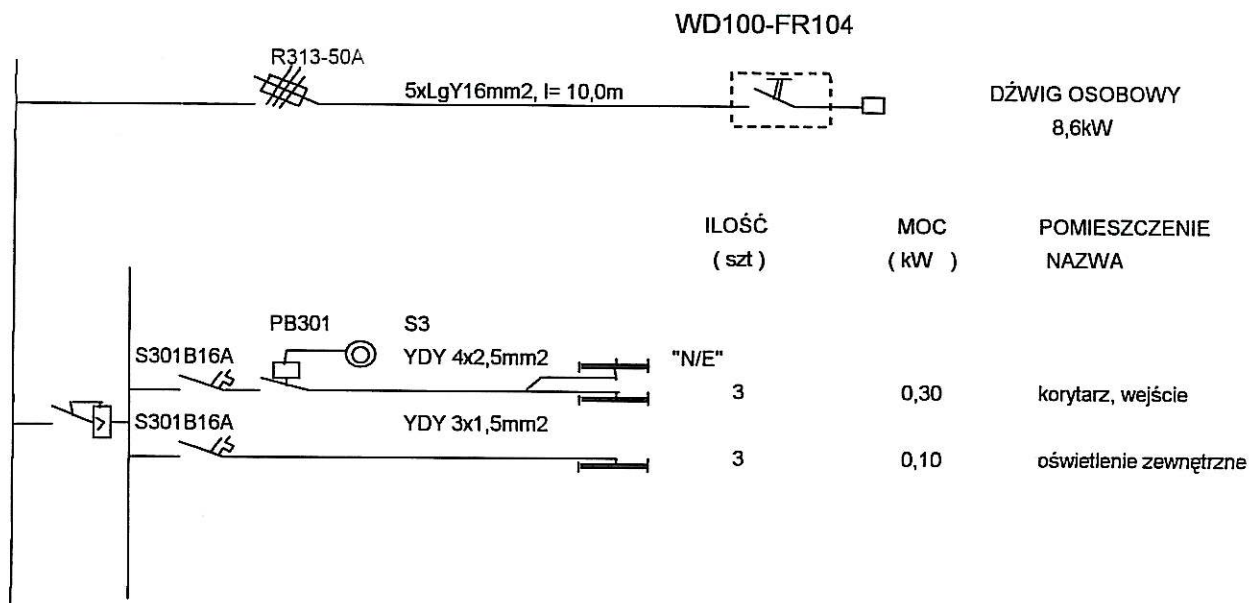 WD100-FR104
R313-50A
5xLgY16mm2, l= 10,0m
DŹWIG OSOBOWY
8,6kW
ILOŚĆ
( szt )
MOC
( kW )
POMIESZCZENIE
NAZWA
PB301
S3
S301B16A
YDY 4x2,5mm2
"N/E"
3
0,30
korytarz, wejście
S301B16A
YDY 3x1,5mm2
3
0,10
oświetlenie zewnętrzne